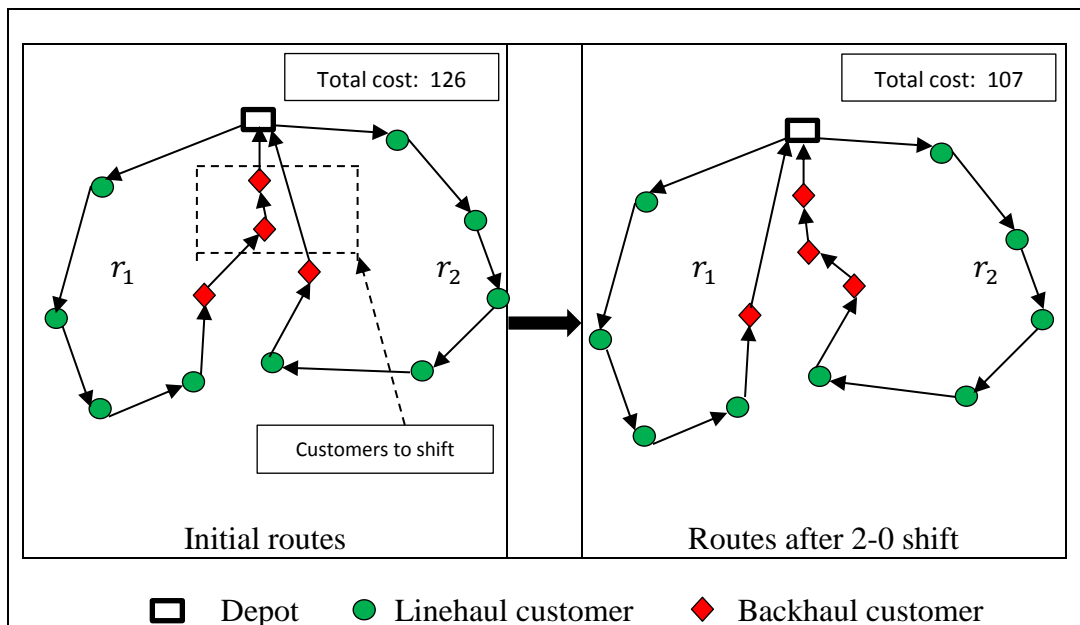 Total cost: 126
Total cost: 107
r₁
r₂
r₁
r₂
Customers to shift
Initial routes
Routes after 2-0 shift
Depot
Linehaul customer
Backhaul customer